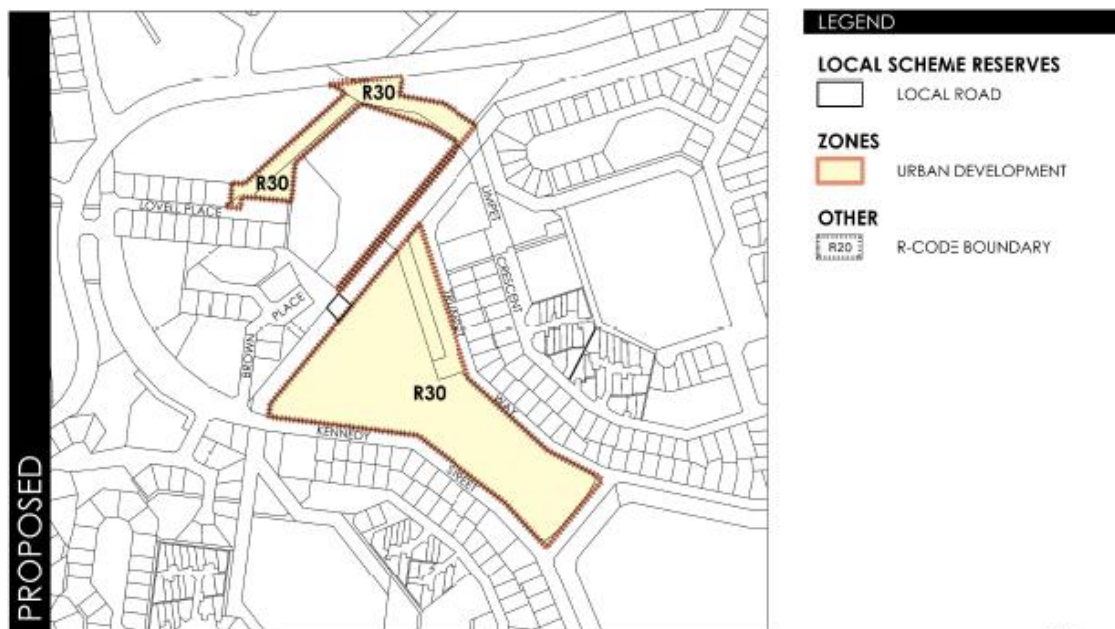 PROPOSED
R30
R30
LOVELL PLACE
LIMPET
CRESCENT
PLACE
BROWN
TRUMPET
WAY
R30
KENNEDY
STREET
LEGEND
LOCAL SCHEME RESERVES
LOCAL ROAD
ZONES
URBAN DEVELOPMENT
OTHER
R20
R-CODE BOUNDARY